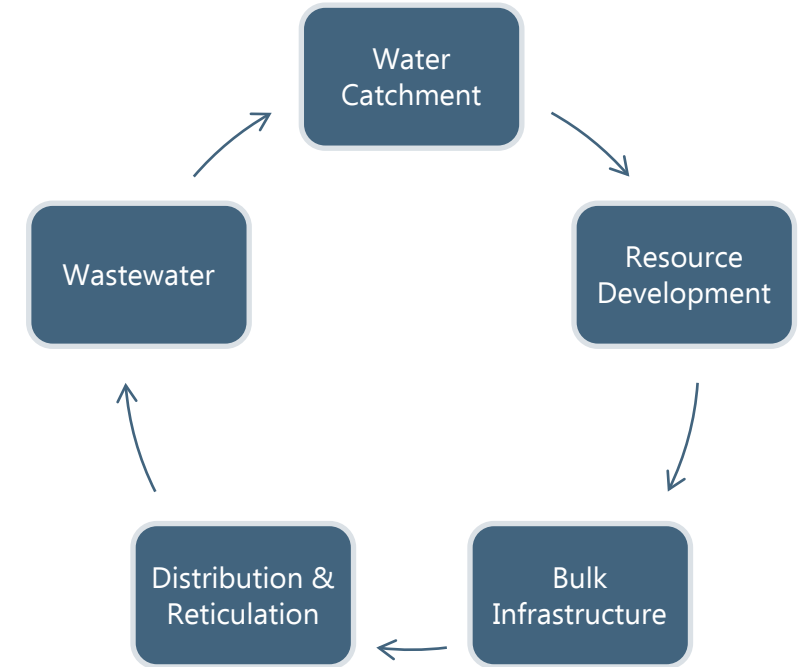 Water
Catchment
Resource
Development
Bulk
Infrastructure
Distribution &
Reticulation
Wastewater